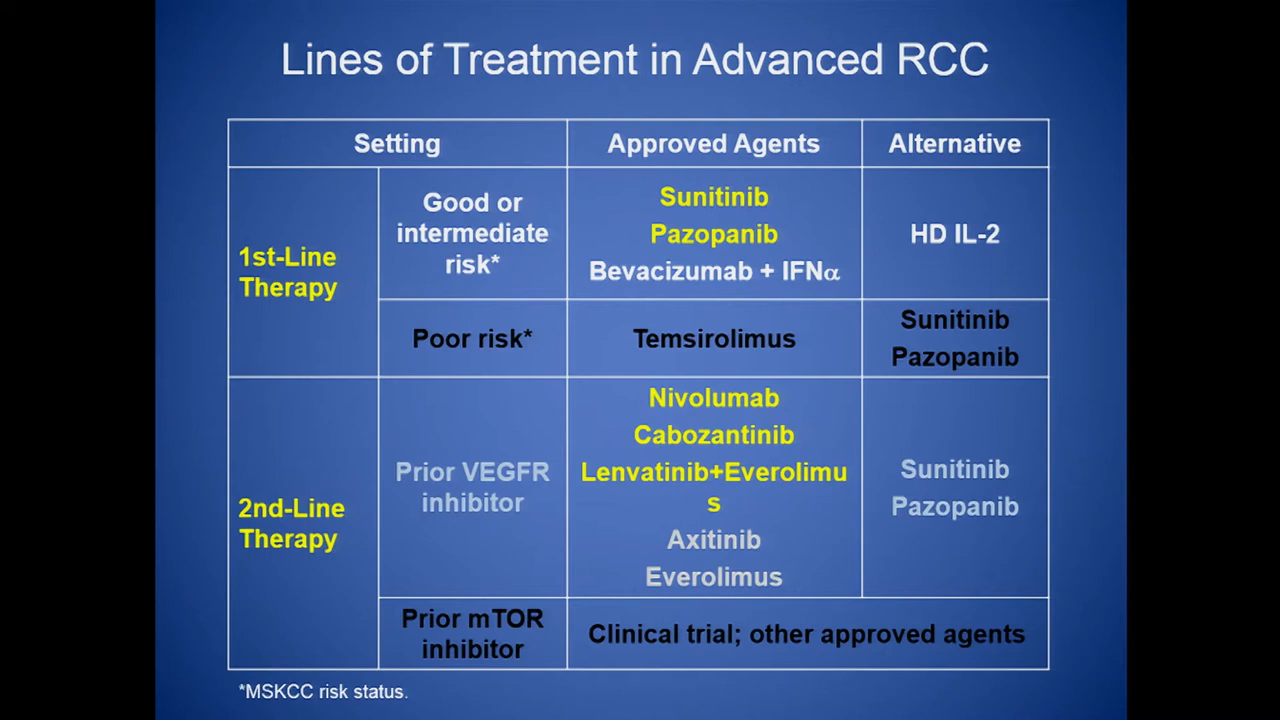 Lines of Treatment in Advanced RCC
Setting
Approved Agents
Alternative
1st-Line
Therapy
Good or
intermediate
risk*
Sunitinib
Pazopanib
Bevacizumab + IFNα
HD IL-2
Poor risk*
Temsirolimus
Sunitinib
Pazopanib
2nd-Line
Therapy
Prior VEGFR
inhibitor
Nivolumab
Cabozantinib
Lenvatinib+Everolimu
s
Axitinib
Everolimus
Sunitinib
Pazopanib
Prior mTOR
inhibitor
Clinical trial; other approved agents
*MSKCC risk status.